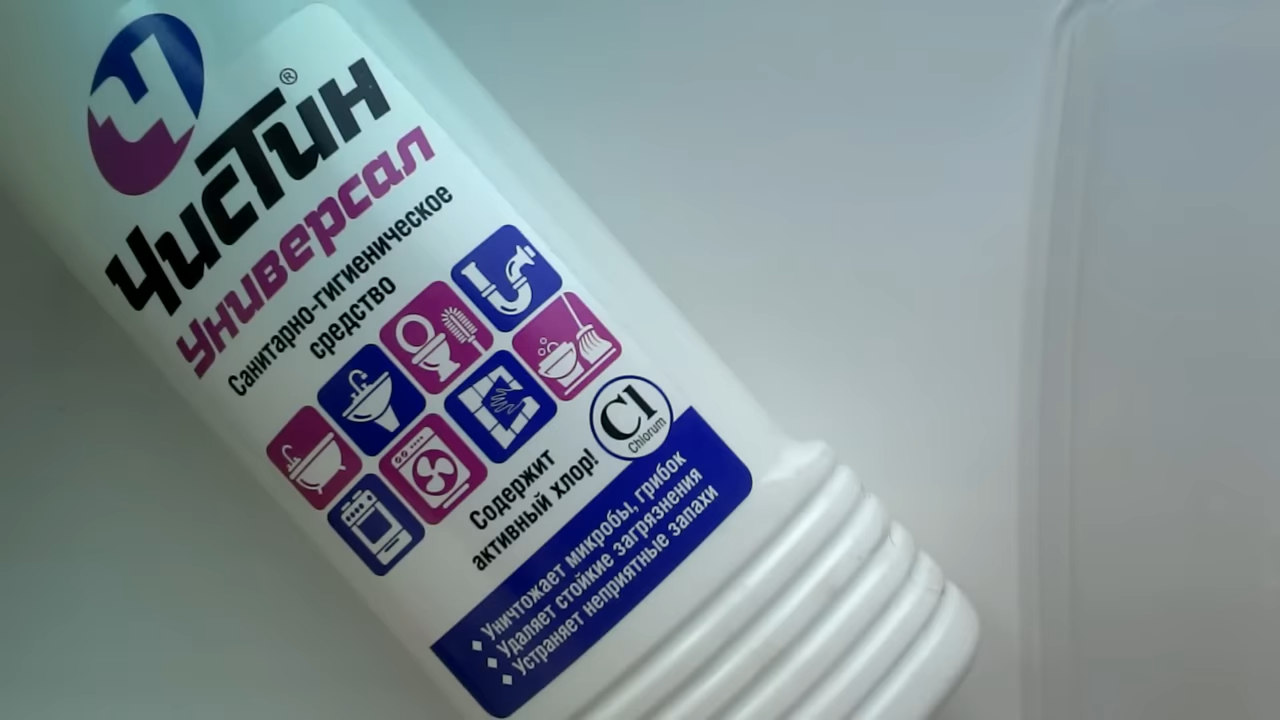 Ч
ЧисТин®
Универсал
Санитарно-гигиеническое
средство
Содержит
активный хлор!
Cl
Chlorum
Уничтожает микробы, грибок
Удаляет стойкие загрязнения
Устраняет неприятные запахи